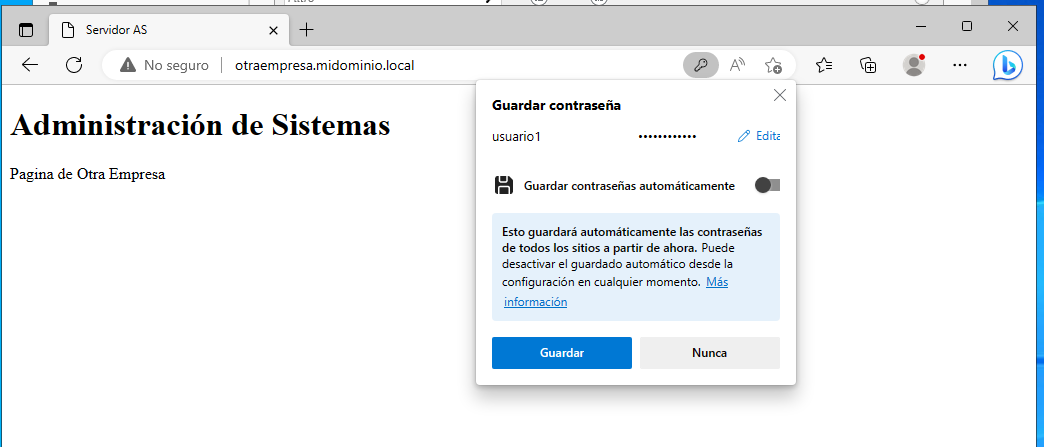 Servidor AS
No seguro
otraempresa.midominio.local
Administración de Sistemas
Pagina de Otra Empresa
Guardar contraseña
usuario1
•••••••••••• Edita
Guardar contraseñas automáticamente
Esto guardará automáticamente las contraseñas
de todos los sitios a partir de ahora. Puede
desactivar el guardado automático desde la
configuración en cualquier momento. Más
información
Guardar
Nunca